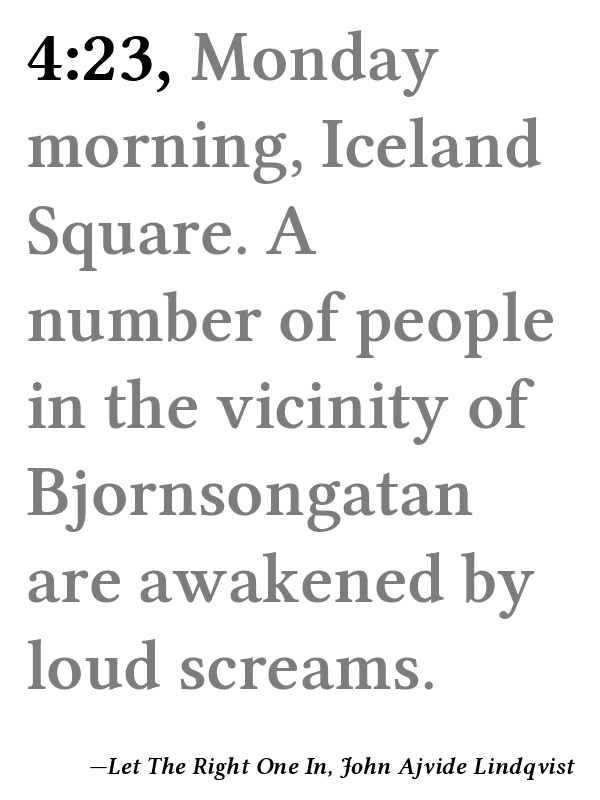 4:23, Monday
morning, Iceland
Square. A
number of people
in the vicinity of
Bjornsongatan
are awakened by
loud screams.
—Let The Right One In, John Ajvide Lindqvist